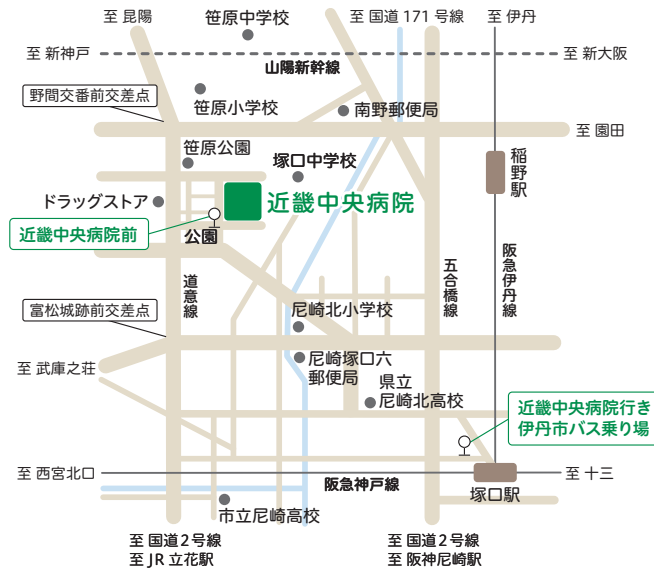 至 昆陽
笹原中学校
至 国道 171 号線
至 伊丹
至 新神戸
至 新大阪
山陽新幹線
野間交番前交差点
笹原小学校
南野郵便局
至 園田
笹原公園
塚口中学校
稲野駅
ドラッグストア
近畿中央病院
近畿中央病院前
公園
道意線
五合橋線
阪急伊丹線
富松城跡前交差点
尼崎北小学校
至 武庫之荘
尼崎塚口六
郵便局
県立
尼崎北高校
近畿中央病院行き
伊丹市バス乗り場
至 西宮北口
阪急神戸線
至 十三
塚口駅
市立尼崎高校
至 国道2号線
至 JR 立花駅
至 国道2号線
至 阪神尼崎駅